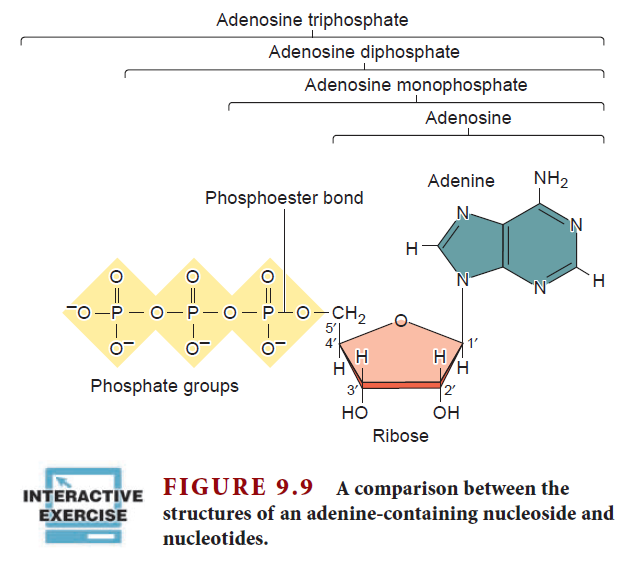 Adenosine triphosphate
Adenosine diphosphate
Adenosine monophosphate
Adenosine
Adenine
NH₂
Phosphoester bond
N
N
H
N
N
H
O
O
O
⁻O–P–O–P–O–P–O–CH₂
O⁻
O⁻
O⁻
5′
O
4′
1′
H
H
H
H
3′
2′
HO
OH
Phosphate groups
Ribose
INTERACTIVE
EXERCISE
FIGURE 9.9 A comparison between the
structures of an adenine-containing nucleoside and
nucleotides.